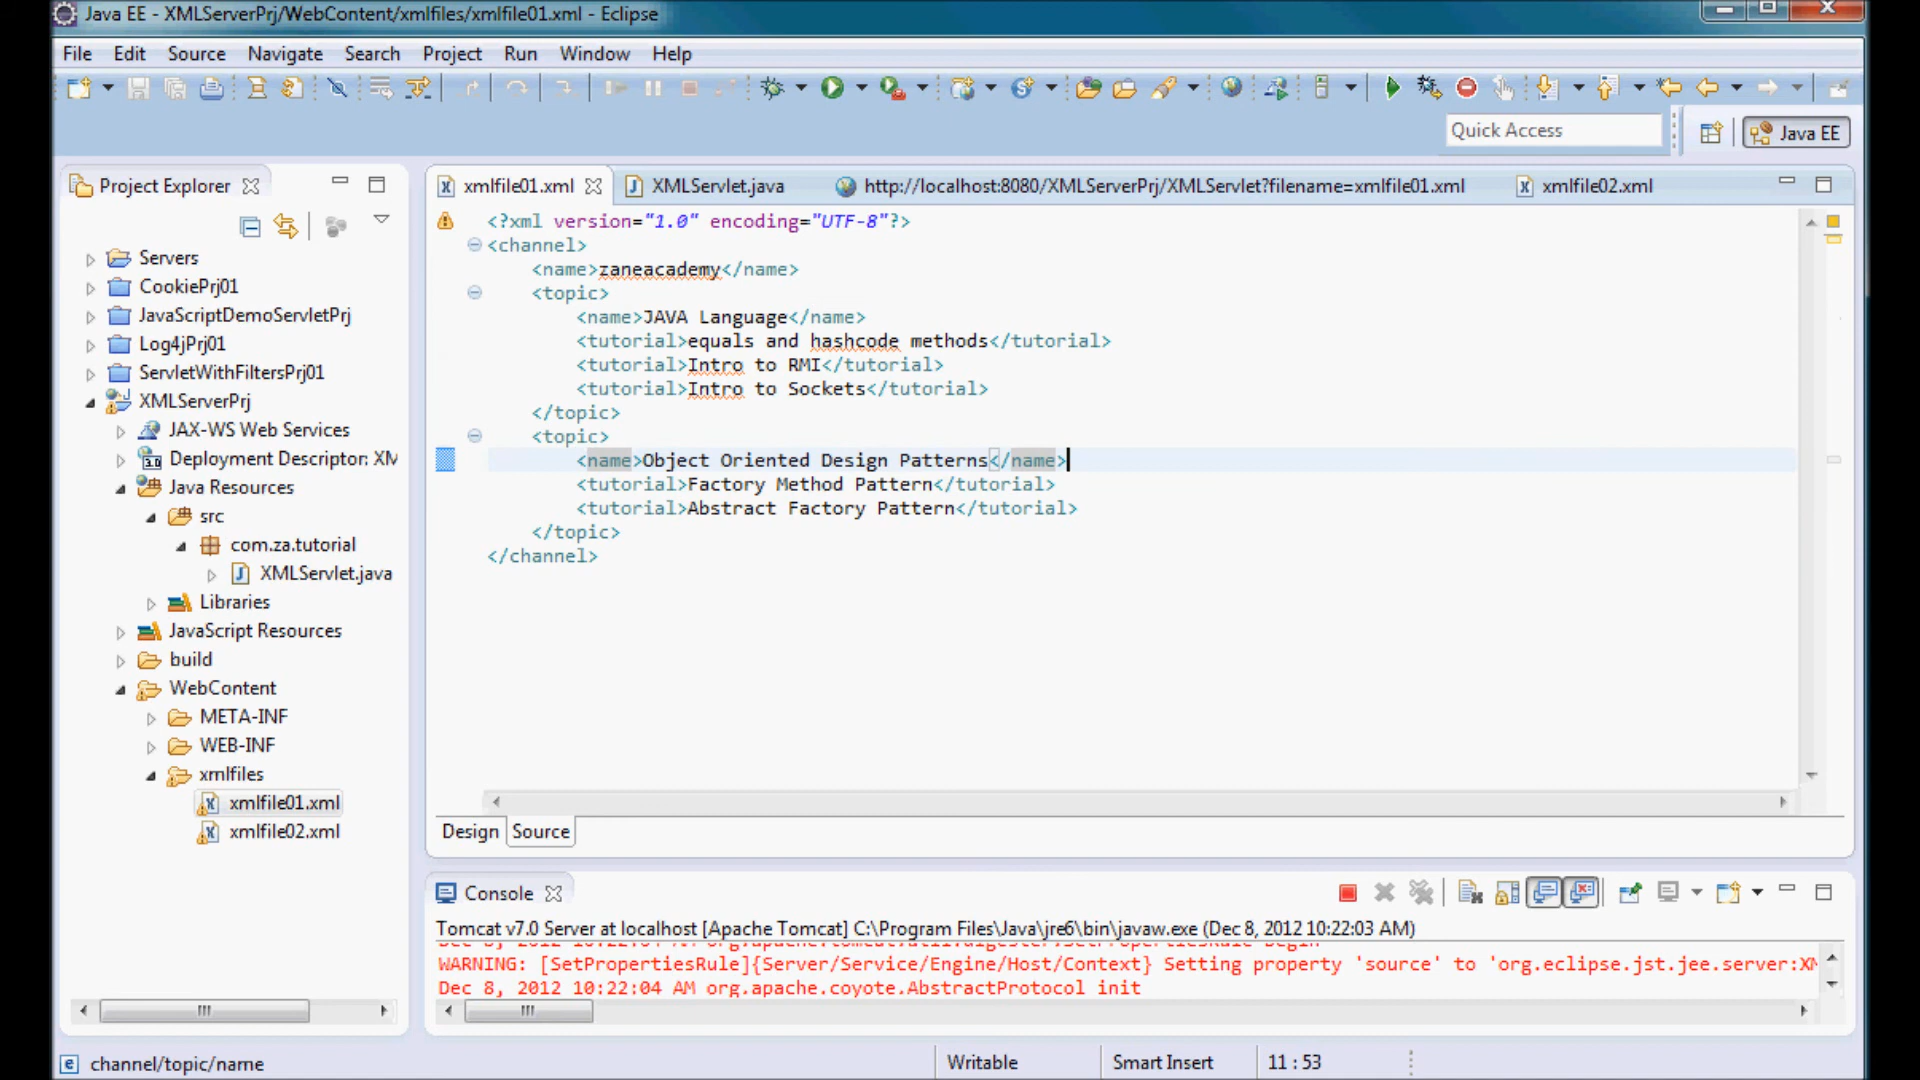 Java EE - XMLServerPrj/WebContent/xmlfiles/xmlfile01.xml - Eclipse
File Edit Source Navigate Search Project Run Window Help
Quick Access
Java EE
Project Explorer
Servers
CookiePrj01
JavaScriptDemoServletPrj
Log4jPrj01
ServletWithFiltersPrj01
XMLServerPrj
JAX-WS Web Services
Deployment Descriptor: XM
Java Resources
src
com.za.tutorial
XMLServlet.java
Libraries
JavaScript Resources
build
WebContent
META-INF
WEB-INF
xmlfiles
xmlfile01.xml
xmlfile02.xml
xmlfile01.xml XMLServlet.java http://localhost:8080/XMLServerPrj/XMLServlet?filename=xmlfile01.xml xmlfile02.xml
<?xml version="1.0" encoding="UTF-8"?>
<channel>
<name>zaneacademy</name>
<topic>
<name>JAVA Language</name>
<tutorial>equals and hashcode methods</tutorial>
<tutorial>Intro to RMI</tutorial>
<tutorial>Intro to Sockets</tutorial>
</topic>
<topic>
<name>Object Oriented Design Patterns</name>
<tutorial>Factory Method Pattern</tutorial>
<tutorial>Abstract Factory Pattern</tutorial>
</topic>
</channel>
Design Source
Console
Tomcat v7.0 Server at localhost [Apache Tomcat] C:\Program Files\Java\jre6\bin\javaw.exe (Dec 8, 2012 10:22:03 AM)
WARNING: [SetPropertiesRule]{Server/Service/Engine/Host/Context} Setting property 'source' to 'org.eclipse.jst.jee.server:XM
Dec 8, 2012 10:22:04 AM org.apache.coyote.AbstractProtocol init
channel/topic/name
Writable
Smart Insert
11 : 53